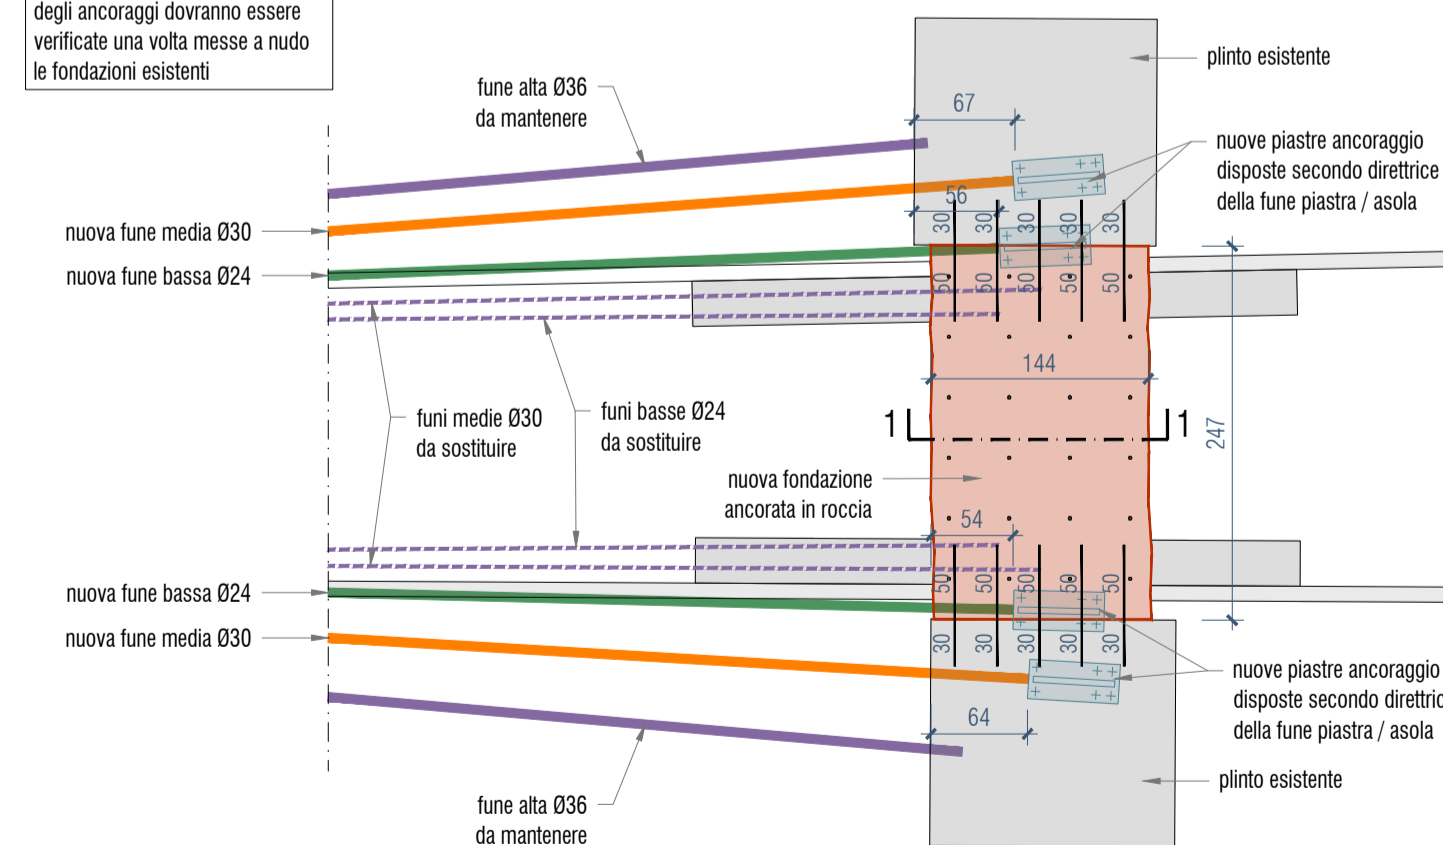 degli ancoraggi dovranno essere
verificate una volta messe a nudo
le fondazioni esistenti
fune alta Ø36
da mantenere
plinto esistente
67
nuove piastre ancoraggio
disposte secondo direttrice
della fune piastra / asola
nuova fune media Ø30
56
30 30 30 30 30
nuova fune bassa Ø24
50 50 50 50 50
144
funi medie Ø30
da sostituire
funi basse Ø24
da sostituire
1 1
247
nuova fondazione
ancorata in roccia
54
50 50 50 50 50
nuova fune bassa Ø24
nuova fune media Ø30
30 30 30 30 30
nuove piastre ancoraggio
disposte secondo direttric
della fune piastra / asola
64
plinto esistente
fune alta Ø36
da mantenere